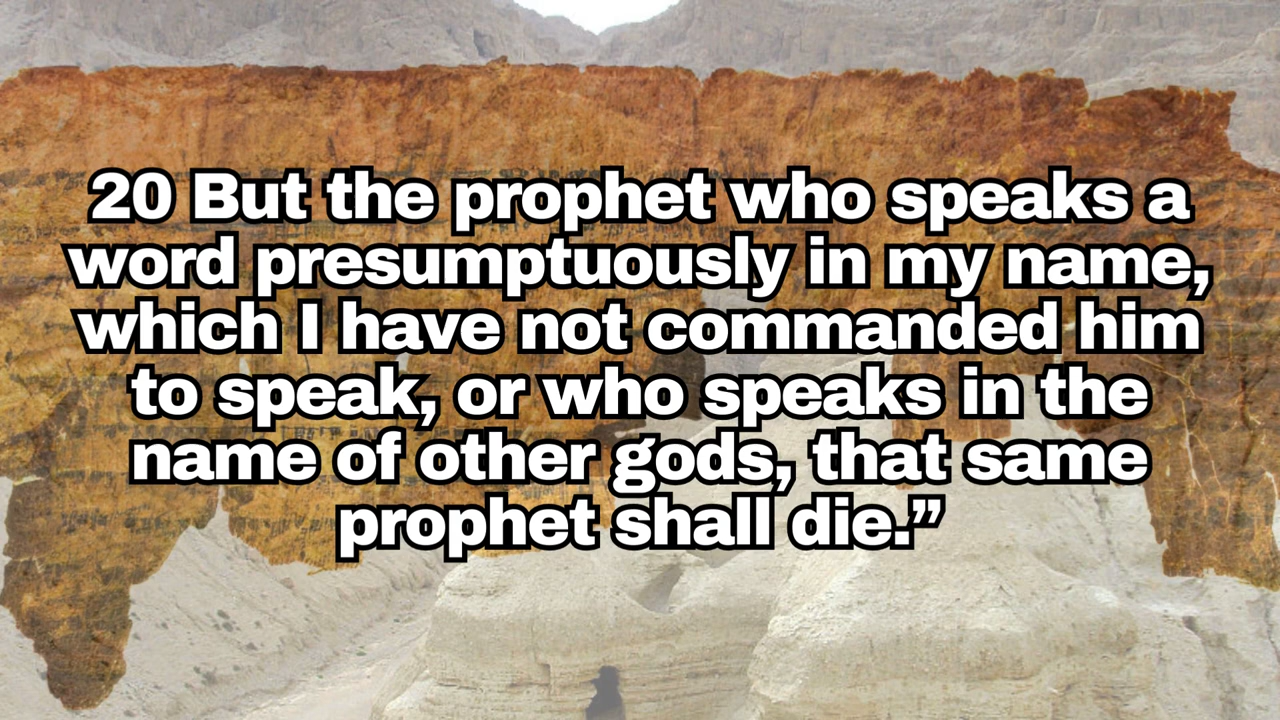 20 But the prophet who speaks a
word presumptuously in my name,
which I have not commanded him
to speak, or who speaks in the
name of other gods, that same
prophet shall die.”